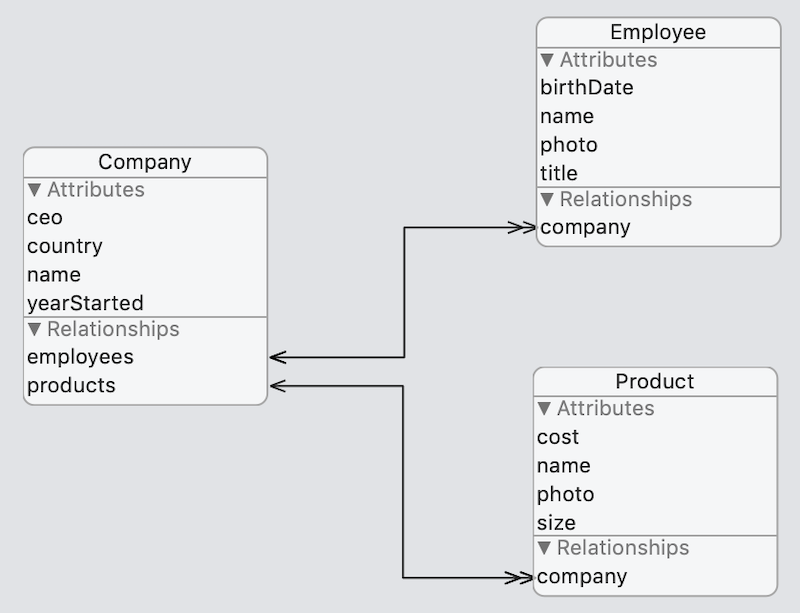 Company
▼ Attributes
ceo
country
name
yearStarted
▼ Relationships
employees
products
Employee
▼ Attributes
birthDate
name
photo
title
▼ Relationships
company
Product
▼ Attributes
cost
name
photo
size
▼ Relationships
company